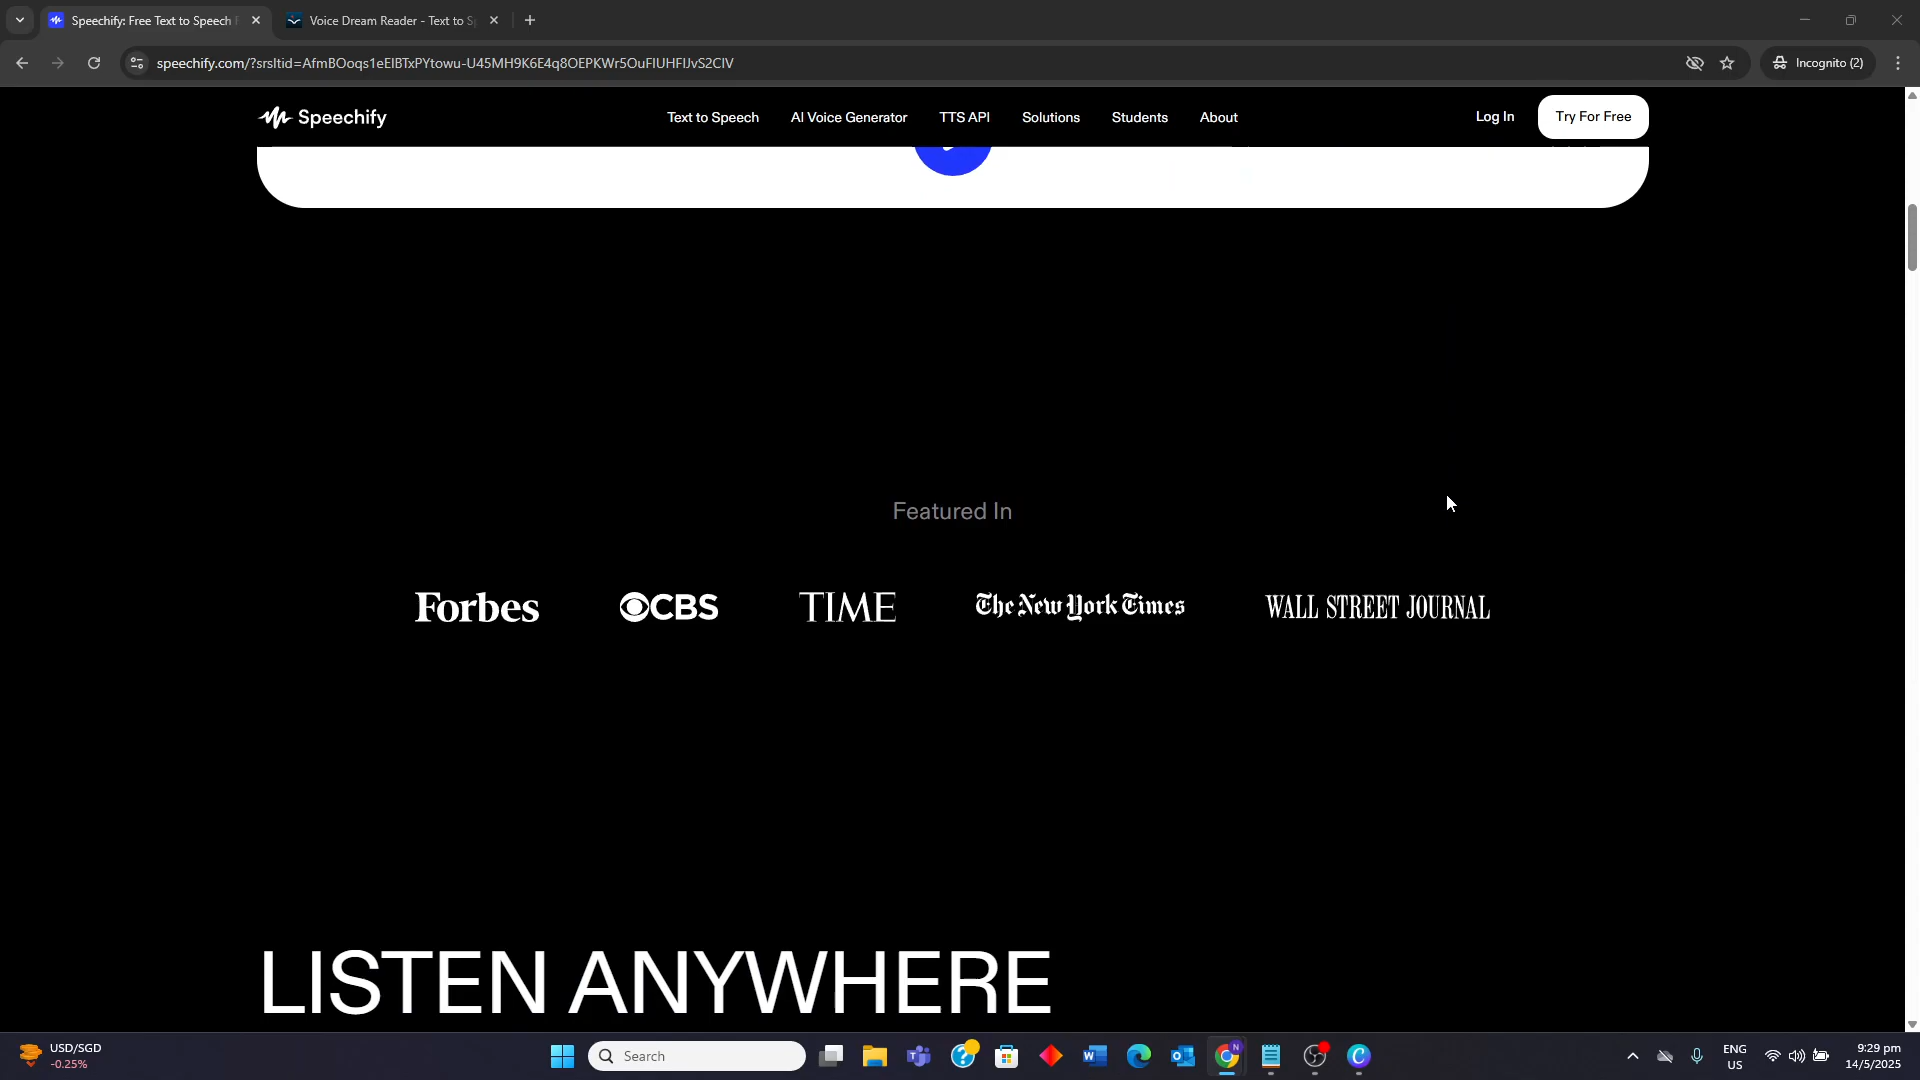 Speechify: Free Text to Speech
Voice Dream Reader - Text to S
speechify.com/?srsltid=AfmBOoqs1eEIBTxPYtowu-U45MH9K6E4q8OEPKWr5OuFIUHFIJvS2CIV
Incognito (2)
Speechify
Text to Speech
AI Voice Generator
TTS API
Solutions
Students
About
Log In
Try For Free
Featured In
Forbes
CBS
TIME
The New York Times
WALL STREET JOURNAL
LISTEN ANYWHERE
USD/SGD
-0.25%
Search
ENG
US
9:29 pm
14/5/2025